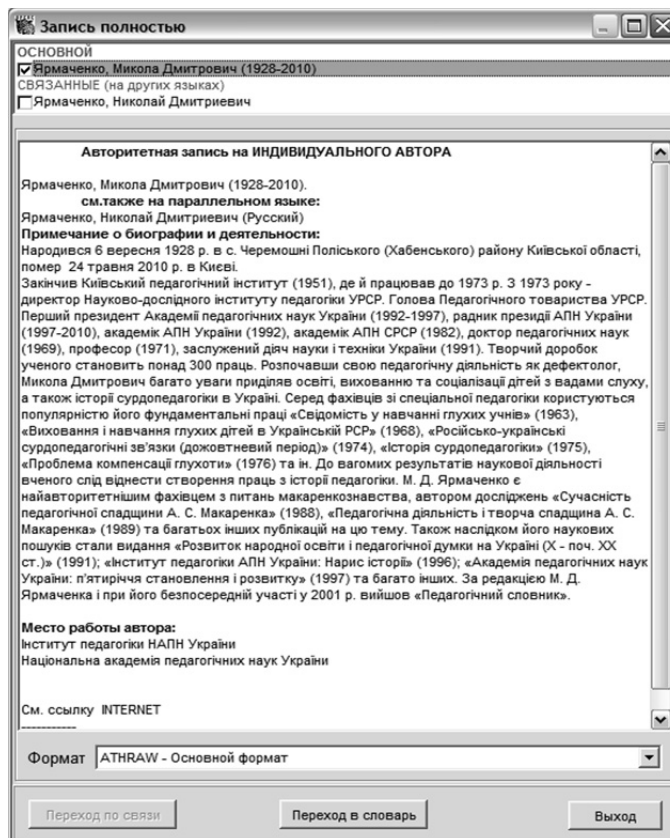 Запись полностью
ОСНОВНОЙ
Ярмаченко, Микола Дмитрович (1928-2010)
СВЯЗАННЫЕ (на других языках)
Ярмаченко, Николай Дмитриевич
Авторитетная запись на ИНДИВИДУАЛЬНОГО АВТОРА
Ярмаченко, Микола Дмитрович (1928-2010).
см.также на параллельном языке:
Ярмаченко, Николай Дмитриевич (Русский)
Примечание о биографии и деятельности:
Народився 6 вересня 1928 р. в с. Черемошні Поліського (Хабенського) району Київської області,
помер 24 травня 2010 р. в Києві.
Закінчив Київський педагогічний інститут (1951), де й працював до 1973 р. З 1973 року -
директор Науково-дослідного інституту педагогіки УРСР. Голова Педагогічного товариства УРСР.
Перший президент Академії педагогічних наук України (1992-1997), радник президії АПН України
(1997-2010), академік АПН України (1992), академік АПН СРСР (1982), доктор педагогічних наук
(1969), професор (1971), заслужений діяч науки і техніки України (1991). Творчий доробок
ученого становить понад 300 праць. Розпочавши свою педагогічну діяльність як дефектолог,
Микола Дмитрович багато уваги приділяв освіті, вихованню та соціалізації дітей з вадами слуху,
а також історії сурдопедагогіки в Україні. Серед фахівців зі спеціальної педагогіки користуються
популярністю його фундаментальні праці «Свідомість у навчанні глухих учнів» (1963),
«Виховання і навчання глухих дітей в Українській РСР» (1968), «Російсько-українські
сурдопедагогічні зв'язки (дожовтневий період)» (1974), «Історія сурдопедагогіки» (1975),
«Проблема компенсації глухоти» (1976) та ін. До вагомих результатів наукової діяльності
вченого слід віднести створення праць з історії педагогіки. М. Д. Ярмаченко є
найавторитетнішим фахівцем з питань макаренкознавства, автором досліджень «Сучасність
педагогічної спадщини А. С. Макаренка» (1988), «Педагогічна діяльність і творча спадщина А. С.
Макаренка» (1989) та багатьох інших публікацій на цю тему. Також наслідком його наукових
пошуків стали видання «Розвиток народної освіти і педагогічної думки на Україні (X - поч. XX
ст.)» (1991); «Інститут педагогіки АПН України: Нарис історії» (1996); «Академія педагогічних наук
України: п'ятиріччя становлення і розвитку» (1997) та багато інших. За редакцією М. Д.
Ярмаченка і при його безпосередній участі у 2001 р. вийшов «Педагогічний словник».
Место работы автора:
Інститут педагогіки НАПН України
Національна академія педагогічних наук України
См. ссылку INTERNET
-----------
Формат ATHRAW - Основной формат
Переход по связи Переход в словарь Выход